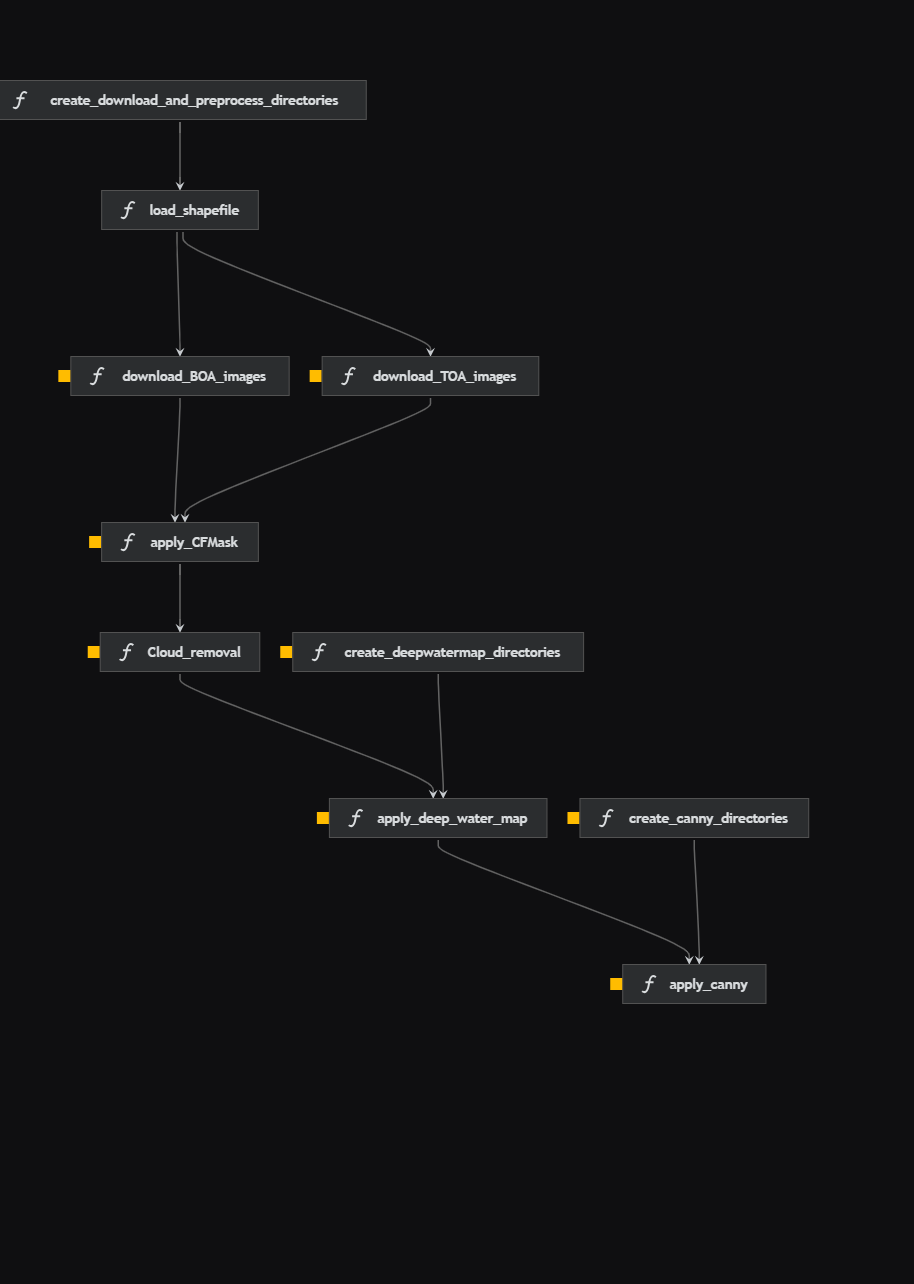 f create_download_and_preprocess_directories
f load_shapefile
f download_BOA_images
f download_TOA_images
f apply_CFMask
f Cloud_removal
f create_deepwatermap_directories
f apply_deep_water_map
f create_canny_directories
f apply_canny